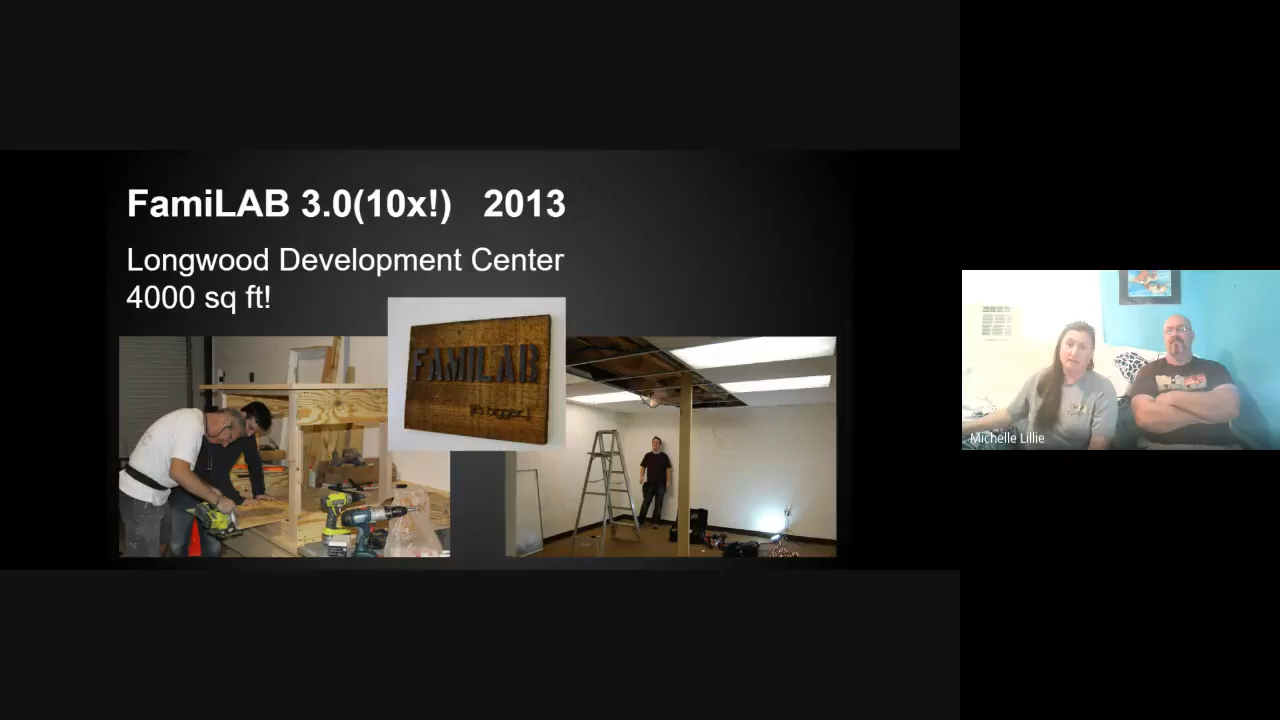 FamiLAB 3.0(10x!) 2013
Longwood Development Center
4000 sq ft!
FAMILAB
[it's bigger.]
Michelle Lillie